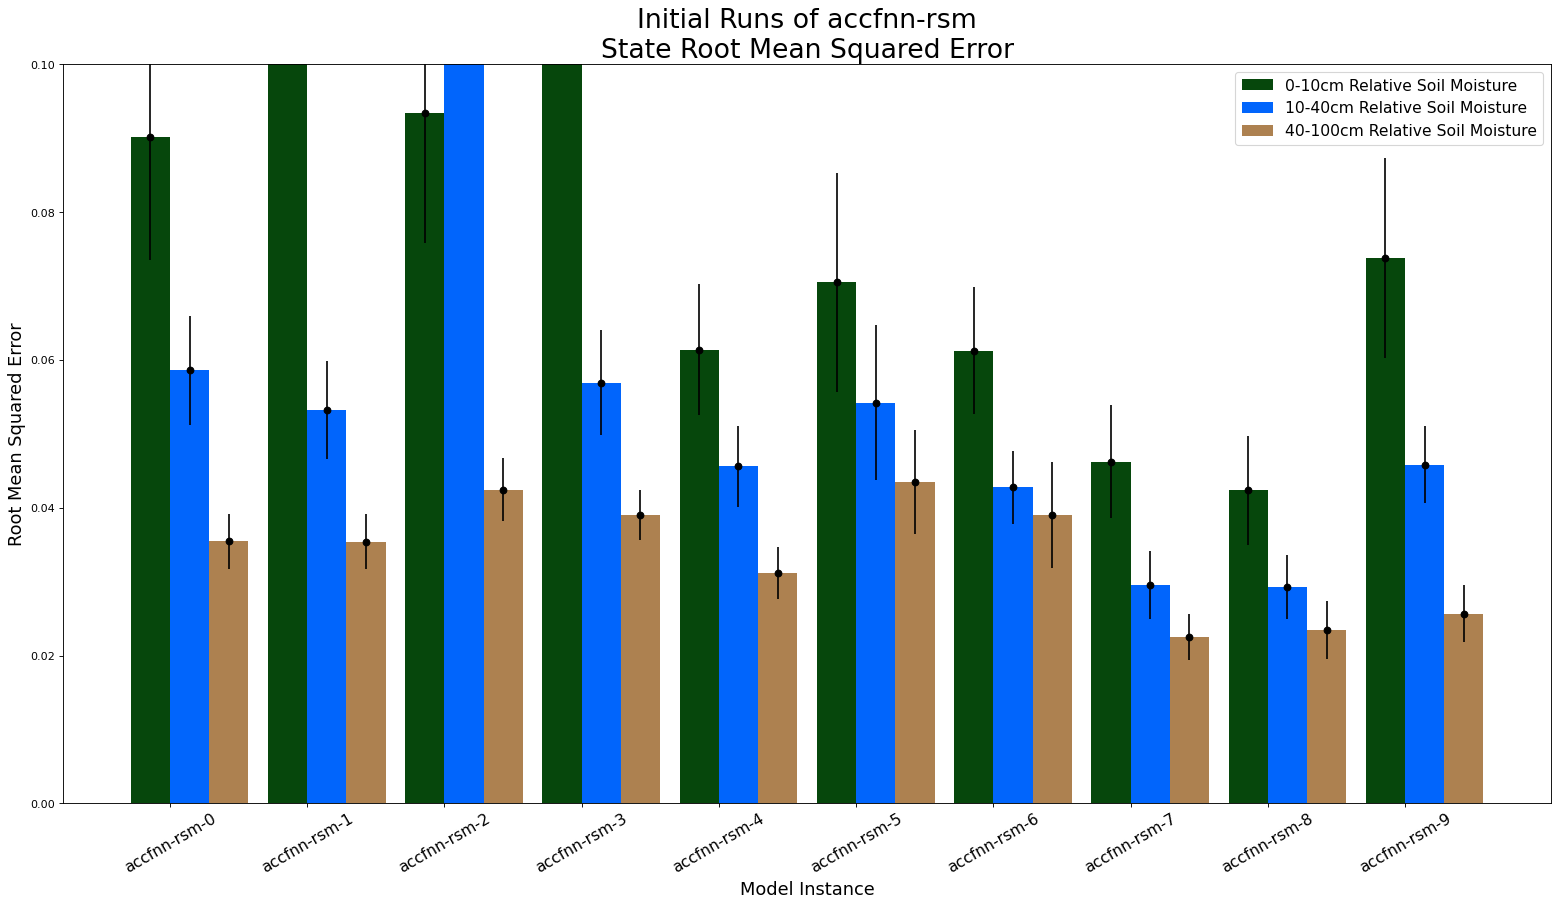 Initial Runs of accfnn-rsm
State Root Mean Squared Error
0-10cm Relative Soil Moisture
10-40cm Relative Soil Moisture
40-100cm Relative Soil Moisture
Root Mean Squared Error
0.10
0.08
0.06
0.04
0.02
0.00
accfnn-rsm-0
accfnn-rsm-1
accfnn-rsm-2
accfnn-rsm-3
accfnn-rsm-4
accfnn-rsm-5
accfnn-rsm-6
accfnn-rsm-7
accfnn-rsm-8
accfnn-rsm-9
Model Instance